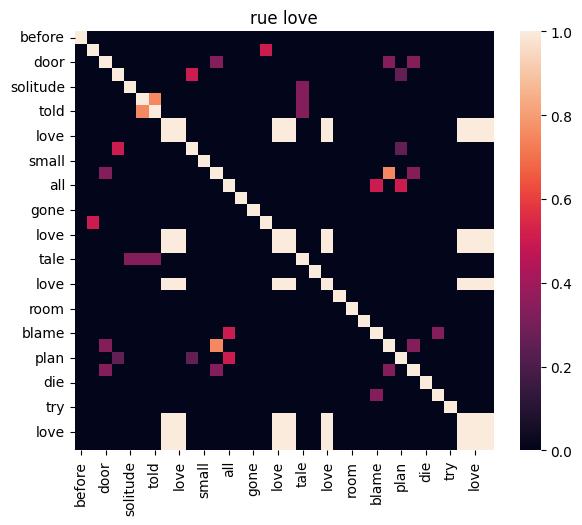 rue love
before
door
solitude
told
love
small
all
gone
love
tale
love
room
blame
plan
die
try
love
1.0
0.8
0.6
0.4
0.2
0.0
before
door
solitude
told
love
small
all
gone
tale
love
room
blame
plan
die
try
love